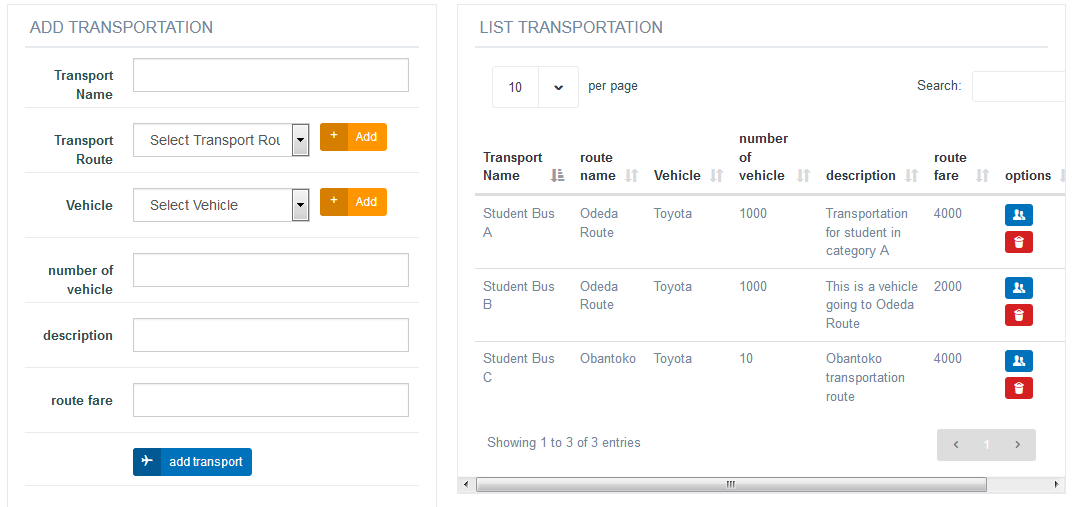 ADD TRANSPORTATION
Transport
Name
Transport
Route
Select Transport Rou
+ Add
Vehicle
Select Vehicle
+ Add
number of
vehicle
description
route fare
add transport
LIST TRANSPORTATION
10
per page
Search:
Transport
Name
route
name
Vehicle
number
of
vehicle
description
route
fare
options
Student Bus
A
Odeda
Route
Toyota
1000
Transportation
for student in
category A
4000
Student Bus
B
Odeda
Route
Toyota
1000
This is a vehicle
going to Odeda
Route
2000
Student Bus
C
Obantoko
Toyota
10
Obantoko
transportation
route
4000
Showing 1 to 3 of 3 entries
1